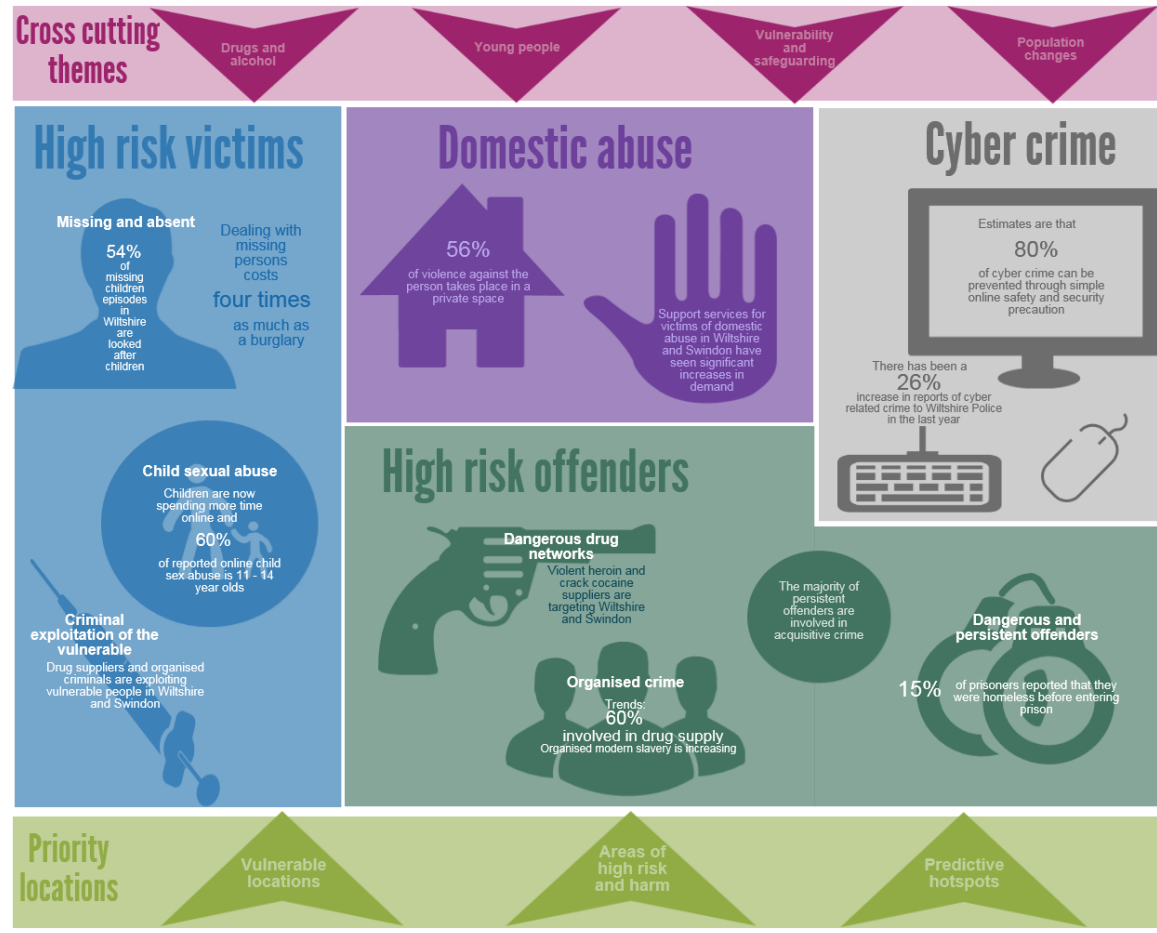 Cross cutting
themes
Drugs and
alcohol
Young people
Vulnerability
and
safeguarding
Population
changes
High risk victims
Missing and absent
54%
of
missing
children
episodes
in
Wiltshire
are
looked
after
children
Dealing with
missing
persons
costs
four times
as much as
a burglary
Child sexual abuse
Children are now
spending more time
online and
60%
of reported online child
sex abuse is 11 - 14
year olds
Criminal
exploitation of the
vulnerable
Drug suppliers and organised
criminals are exploiting
vulnerable people in Wiltshire
and Swindon
Domestic abuse
56%
of violence against the
person takes place in a
private space
Support services for
victims of domestic
abuse in Wiltshire
and Swindon have
seen significant
increases in
demand
Cyber crime
Estimates are that
80%
of cyber crime can be
prevented through simple
online safety and security
precaution
There has been a
26%
increase in reports of cyber
related crime to Wiltshire Police
in the last year
High risk offenders
Dangerous drug
networks
Violent heroin and
crack cocaine
suppliers are
targeting Wiltshire
and Swindon
Organised crime
Trends:
60%
involved in drug supply
Organised modern slavery is increasing
The majority of
persistent
offenders are
involved in
acquisitive crime
Dangerous and
persistent offenders
15%
of prisoners reported that they
were homeless before entering
prison
Priority
locations
Vulnerable
locations
Areas of
high risk
and harm
Predictive
hotspots